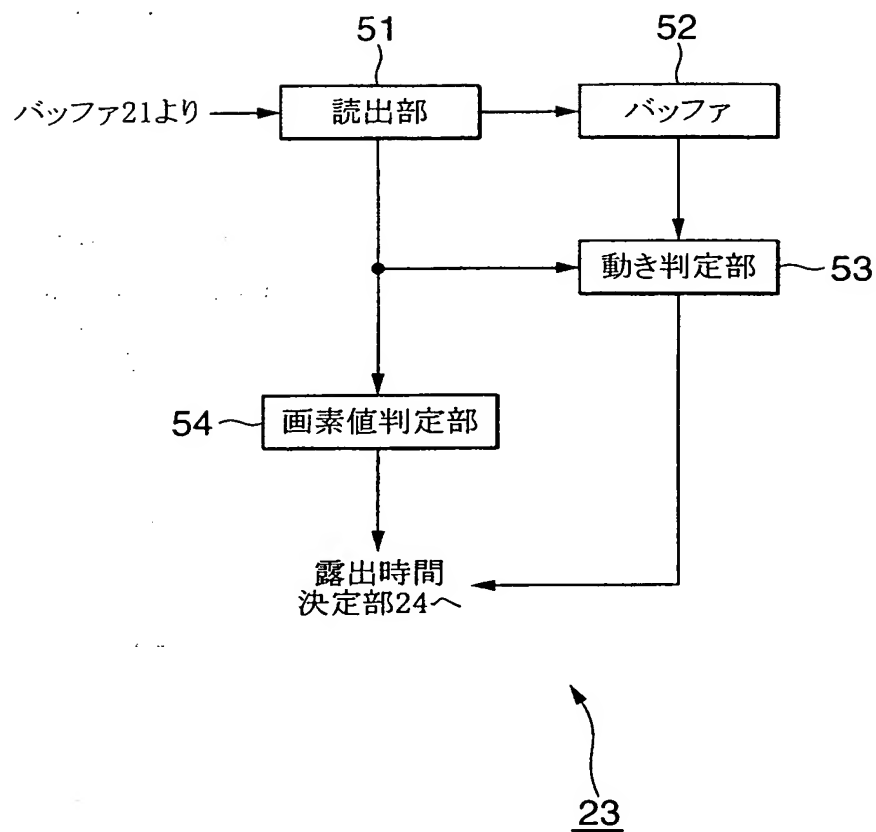 51
52
バッファ21より
読出部
バッファ
動き判定部
53
54
画素値判定部
露出時間
決定部24へ
23